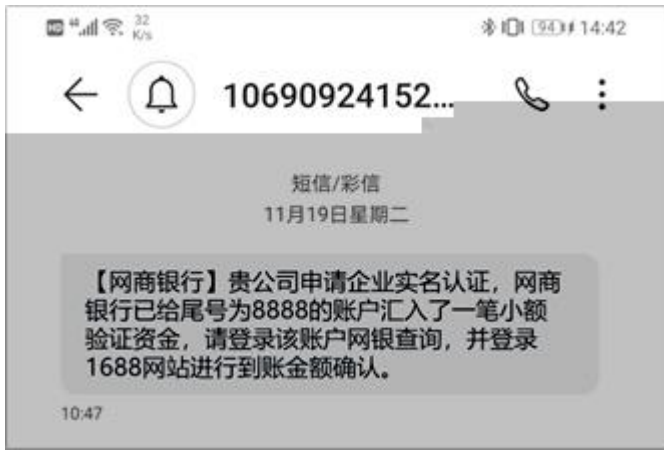 HD 4G 32 K/s 94 14:42
10690924152...
短信/彩信
11月19日星期二
【网商银行】贵公司申请企业实名认证，网商
银行已给尾号为8888的账户汇入了一笔小额
验证资金，请登录该账户网银查询，并登录
1688网站进行到账金额确认。
10:47